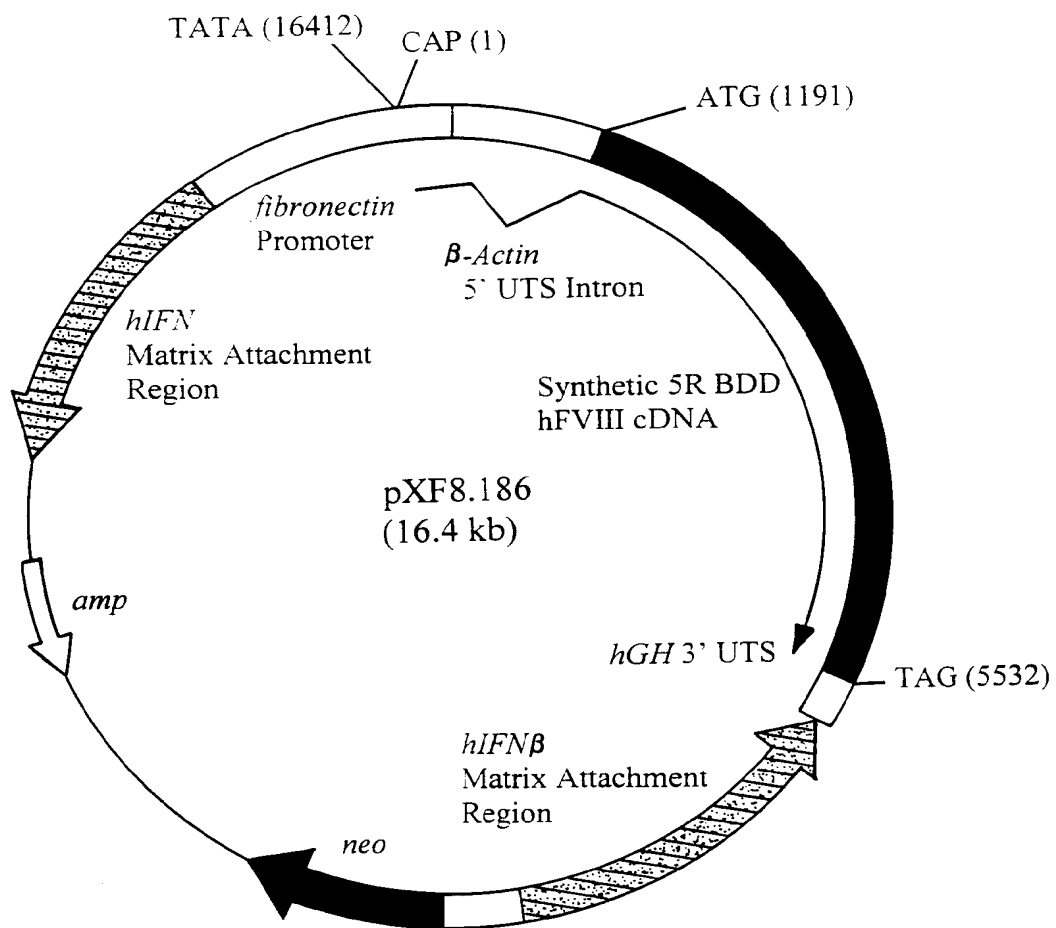 TATA (16412)
CAP (1)
ATG (1191)
fibronectin
Promoter
β-Actin
5' UTS Intron
hIFN
Matrix Attachment
Region
Synthetic 5R BDD
hFVIII cDNA
pXF8.186
(16.4 kb)
amp
hGH 3' UTS
TAG (5532)
hIFNβ
Matrix Attachment
Region
neo